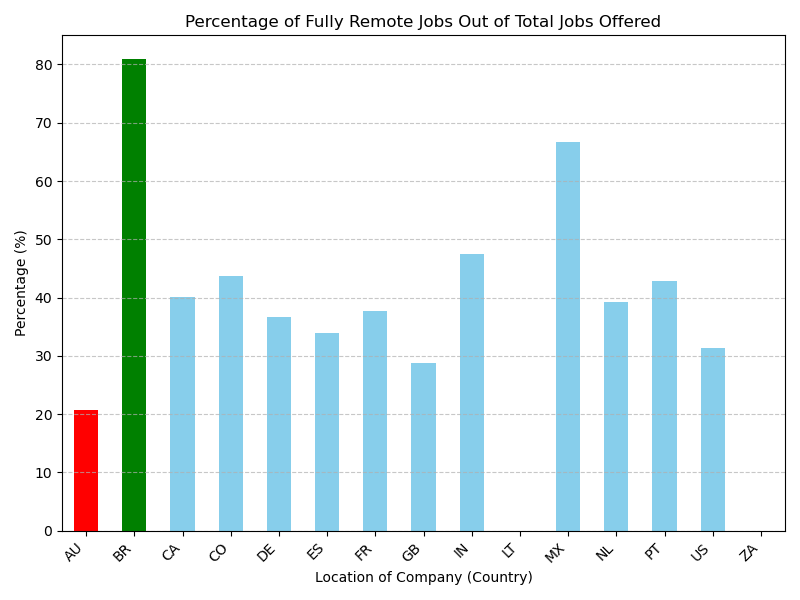 Percentage of Fully Remote Jobs Out of Total Jobs Offered
Percentage (%)
80
70
60
50
40
30
20
10
0
AU
BR
CA
CO
DE
ES
FR
GB
IN
LT
MX
NL
PT
US
ZA
Location of Company (Country)